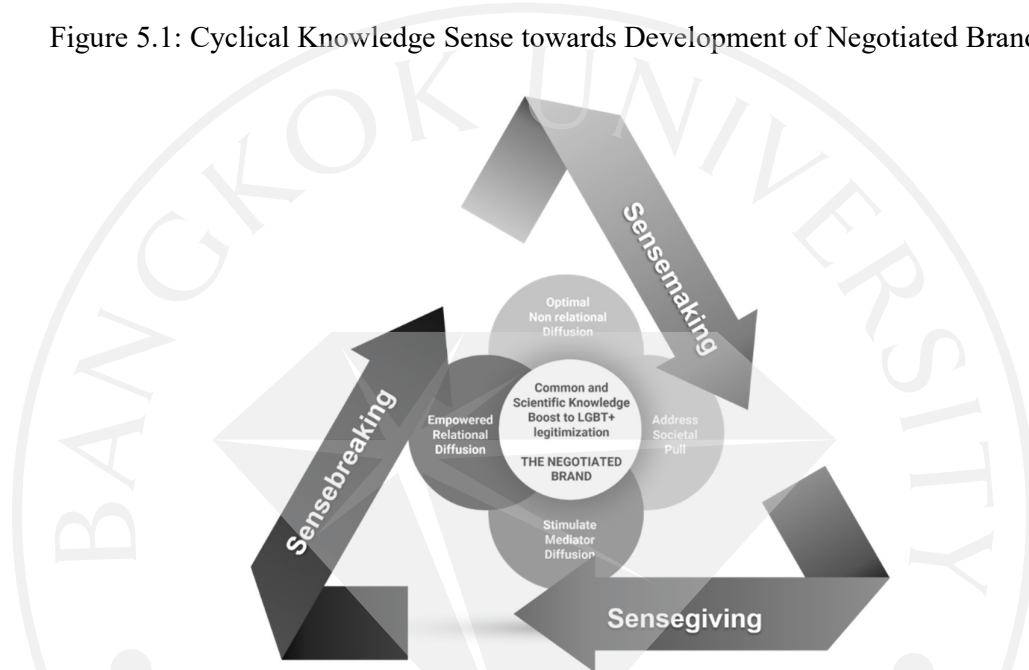 Figure 5.1: Cyclical Knowledge Sense towards Development of Negotiated Brand
BANGKOK UNIVERSITY
Sensemaking
Optimal
Non relational
Diffusion
Sensebreaking
Empowered
Relational
Diffusion
Common and
Scientific Knowledge
Boost to LGBT+
legitimization
THE NEGOTIATED
BRAND
Address
Societal
Pull
Stimulate
Mediator
Diffusion
Sensegiving